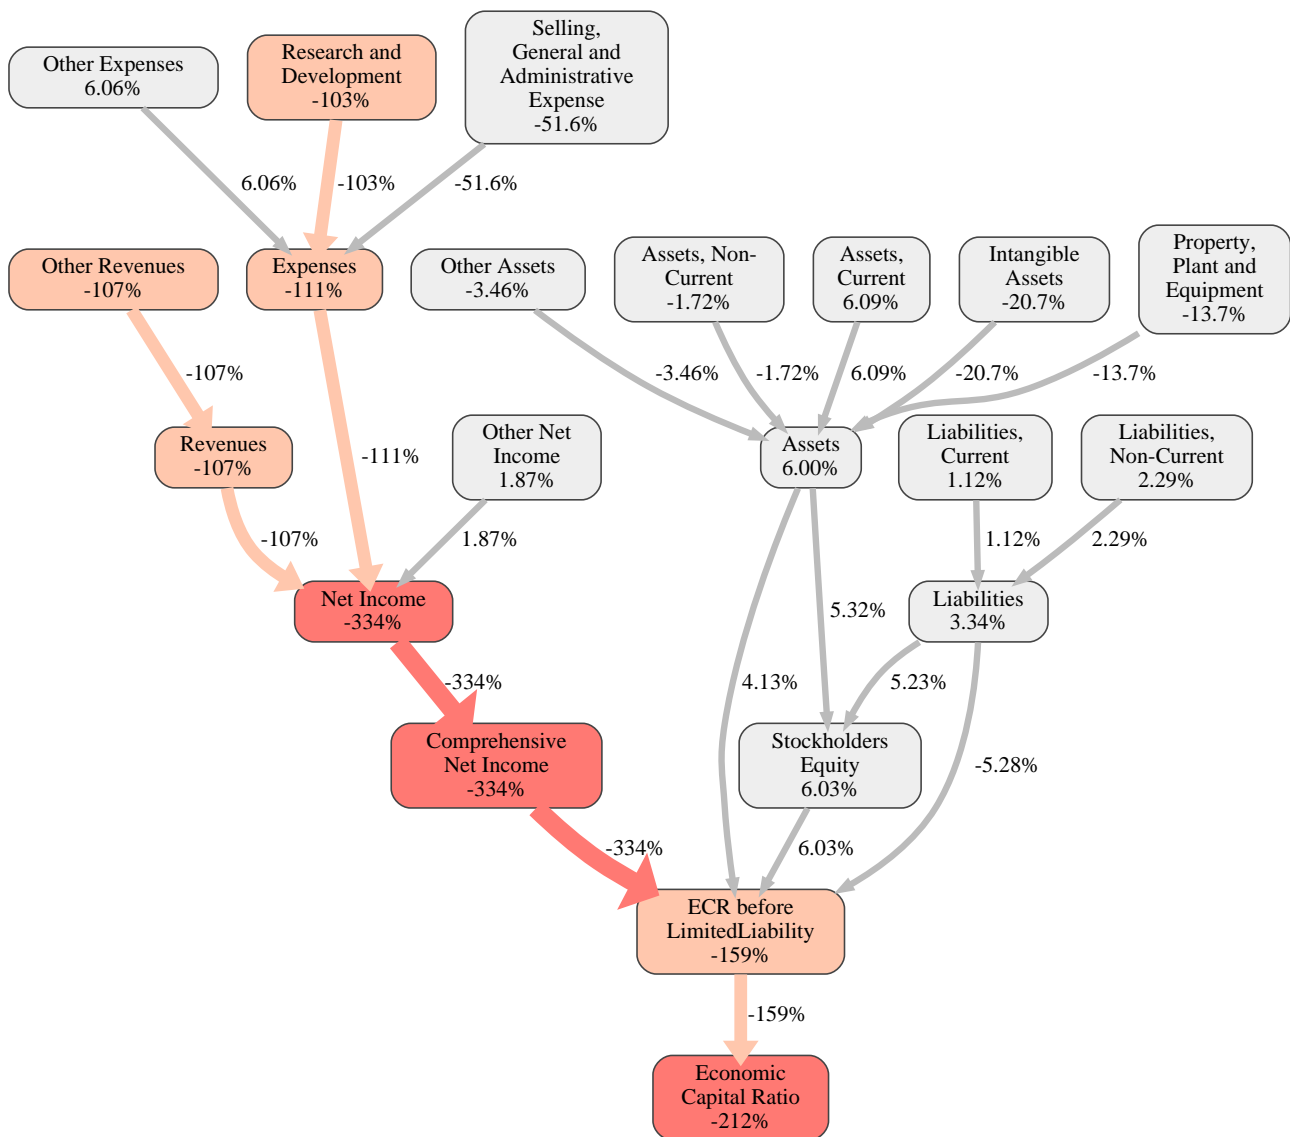 Other Expenses
6.06%
Research and
Development
-103%
Selling,
General and
Administrative
Expense
-51.6%
6.06%
-103%
-51.6%
Other Revenues
-107%
Expenses
-111%
Other Assets
-3.46%
Assets, Non-
Current
-1.72%
Assets,
Current
6.09%
Intangible
Assets
-20.7%
Property,
Plant and
Equipment
-13.7%
-107%
-3.46%
-1.72%
6.09%
-20.7%
-13.7%
Revenues
-107%
-111%
Other Net
Income
1.87%
Assets
6.00%
Liabilities,
Current
1.12%
Liabilities,
Non-Current
2.29%
-107%
1.87%
1.12%
2.29%
Net Income
-334%
5.32%
Liabilities
3.34%
-334%
4.13%
5.23%
-5.28%
Comprehensive
Net Income
-334%
Stockholders
Equity
6.03%
-334%
6.03%
ECR before
LimitedLiability
-159%
-159%
Economic
Capital Ratio
-212%